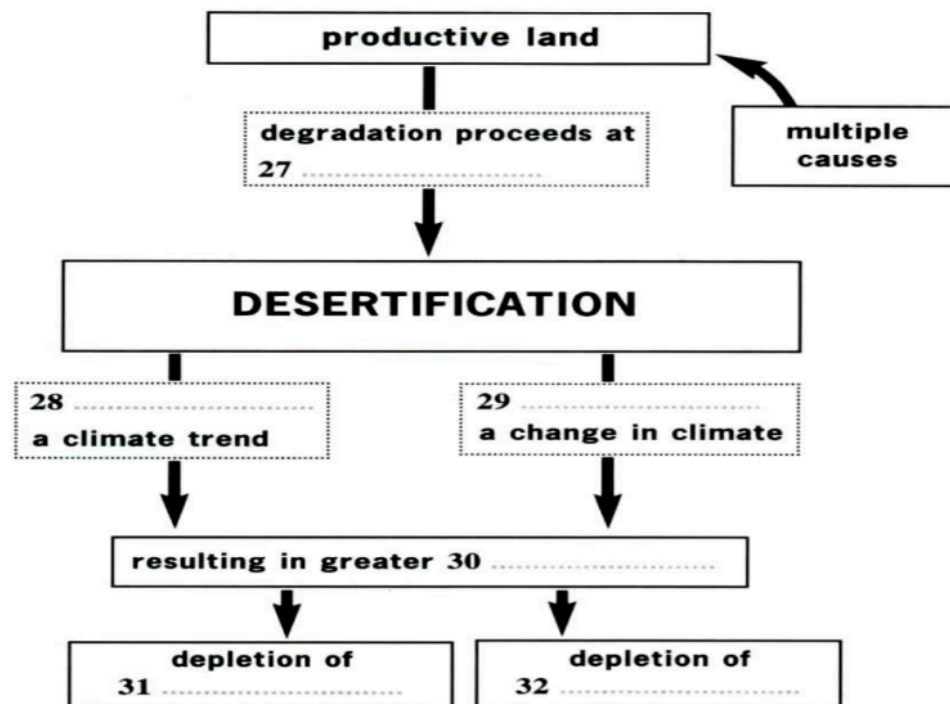 productive land
multiple
causes
degradation proceeds at
27 ........................
DESERTIFICATION
28 ........................
a climate trend
29 ........................
a change in climate
resulting in greater 30 ........................
depletion of
31 ........................
depletion of
32 ........................